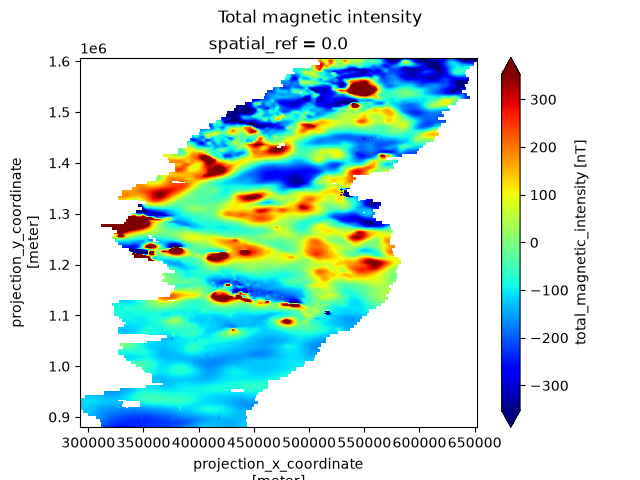 Total magnetic intensity
spatial_ref = 0.0
1e6
1.6
1.5
1.4
1.3
1.2
1.1
1.0
0.9
projection_y_coordinate
[meter]
300000 350000 400000 450000 500000 550000 600000 650000
projection_x_coordinate
[meter]
300
200
100
0
−100
−200
−300
total_magnetic_intensity [nT]